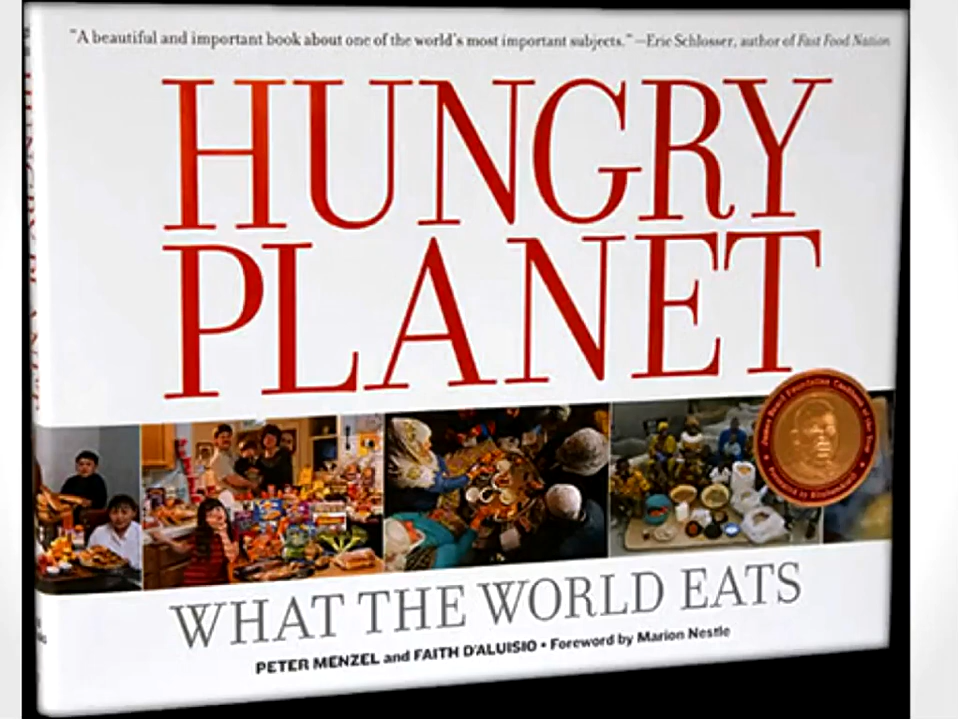 "A beautiful and important book about one of the world's most important subjects." —Eric Schlosser, author of Fast Food Nation
HUNGRY
PLANET
WHAT THE WORLD EATS
PETER MENZEL and FAITH D'ALUISIO • Foreword by Marion Nestle